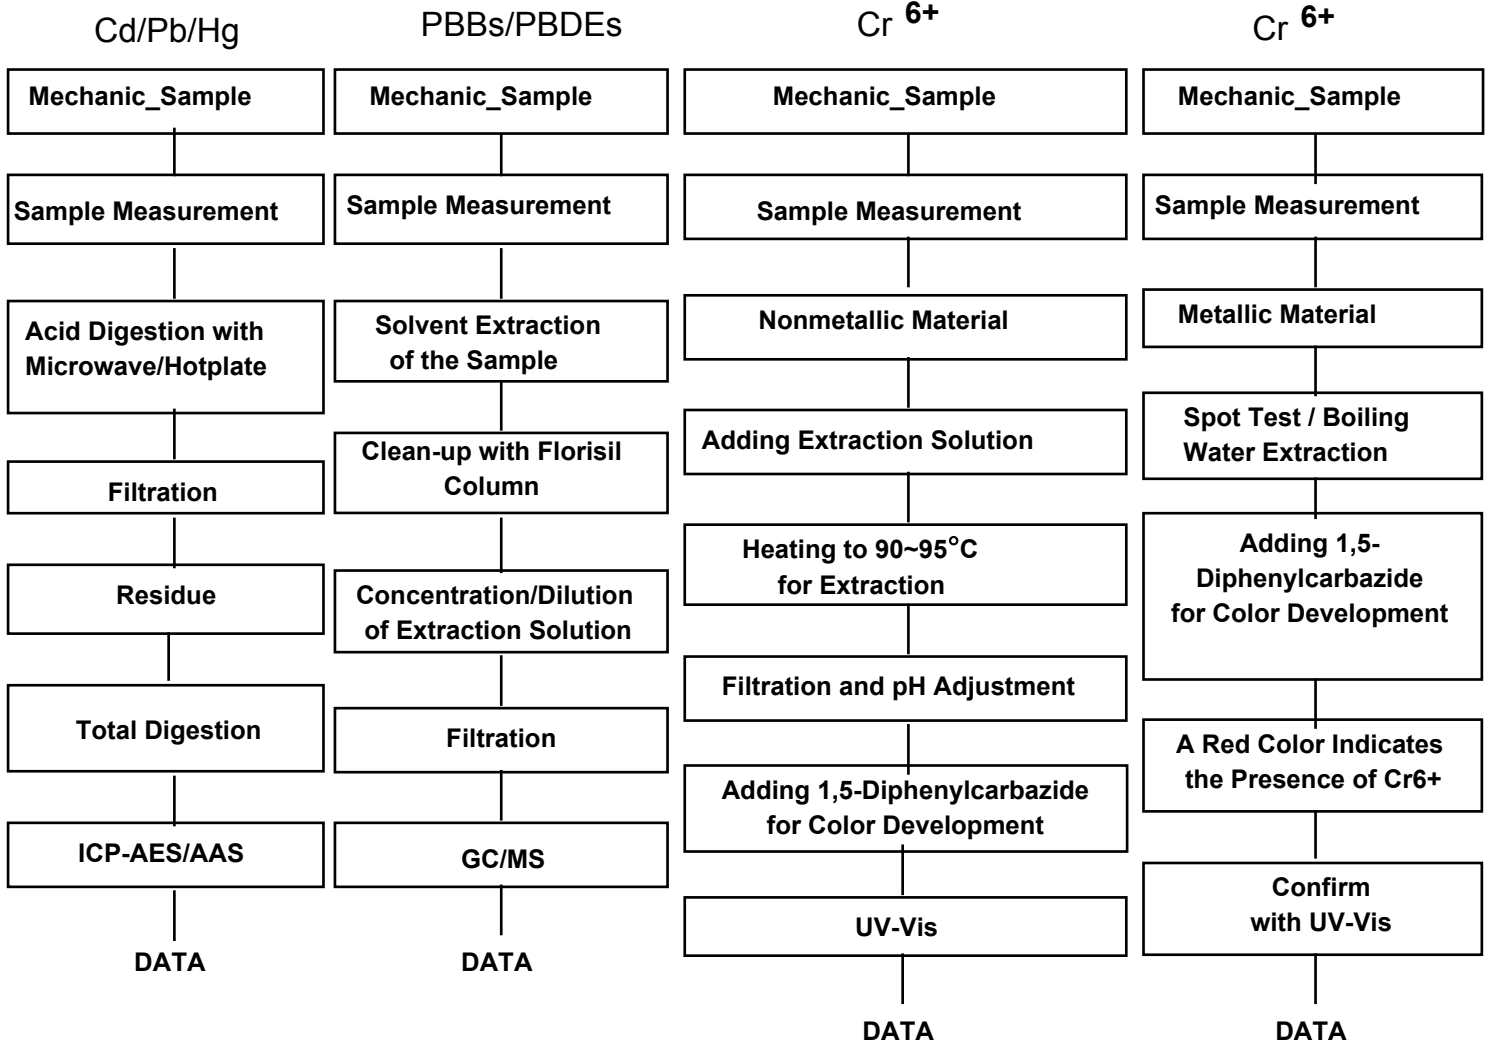 Cd/Pb/Hg
Mechanic_Sample
Sample Measurement
Acid Digestion with
Microwave/Hotplate
Filtration
Residue
Total Digestion
ICP-AES/AAS
DATA
PBBs/PBDEs
Mechanic_Sample
Sample Measurement
Solvent Extraction
of the Sample
Clean-up with Florisil
Column
Concentration/Dilution
of Extraction Solution
Filtration
GC/MS
DATA
Cr 6+
Mechanic_Sample
Sample Measurement
Nonmetallic Material
Adding Extraction Solution
Heating to 90~95°C
for Extraction
Filtration and pH Adjustment
Adding 1,5-Diphenylcarbazide
for Color Development
UV-Vis
DATA
Cr 6+
Mechanic_Sample
Sample Measurement
Metallic Material
Spot Test / Boiling
Water Extraction
Adding 1,5-
Diphenylcarbazide
for Color Development
A Red Color Indicates
the Presence of Cr6+
Confirm
with UV-Vis
DATA